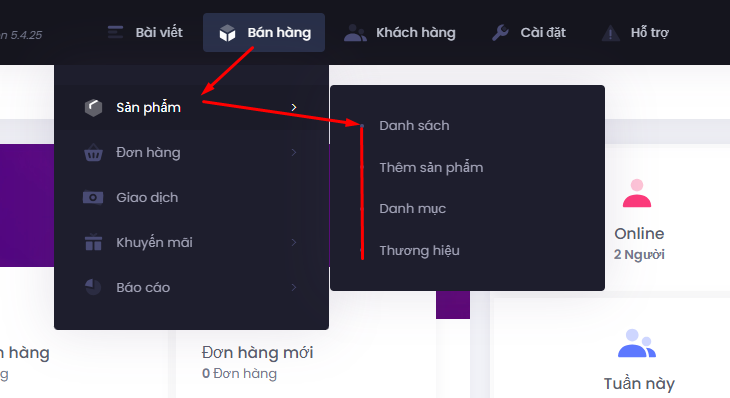 on 5.4.25
Bài viết
Bán hàng
Khách hàng
Cài đặt
Hỗ trợ
Sản phẩm
Đơn hàng
Giao dịch
Khuyến mãi
Báo cáo
Danh sách
Thêm sản phẩm
Danh mục
Thương hiệu
Online
2 Người
n hàng
g
Đơn hàng mới
0 Đơn hàng
Tuần này